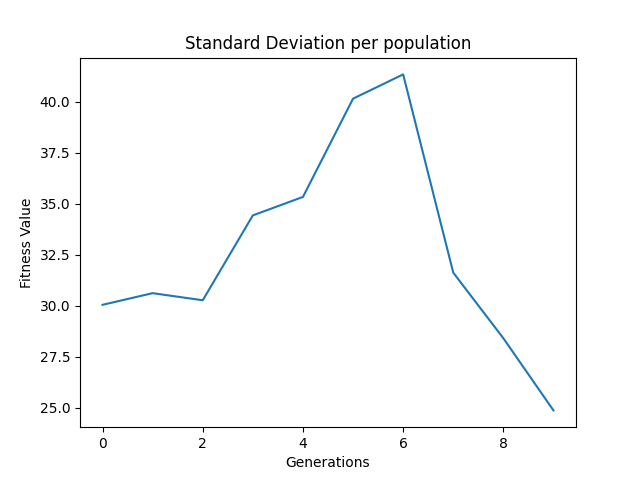 Standard Deviation per population
40.0
37.5
35.0
32.5
30.0
27.5
25.0
Fitness Value
0 2 4 6 8
Generations